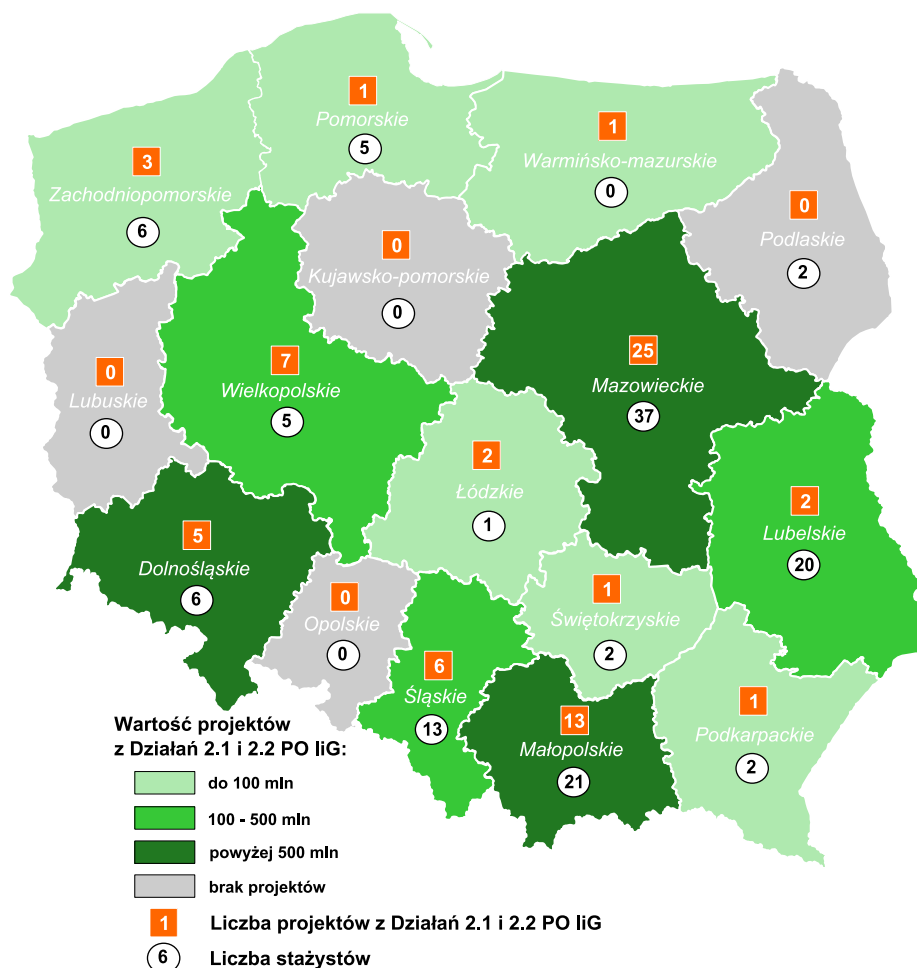 1
Pomorskie
5
1
Warmińsko-mazurskie
0
3
Zachodniopomorskie
6
0
Podlaskie
2
0
Kujawsko-pomorskie
0
7
Wielkopolskie
5
25
Mazowieckie
37
0
Lubuskie
0
2
Łódzkie
1
2
Lubelskie
20
5
Dolnośląskie
6
0
Opolskie
0
1
Świętokrzyskie
2
6
Śląskie
13
13
Małopolskie
21
1
Podkarpackie
2
Wartość projektów
z Działań 2.1 i 2.2 PO IiG:
do 100 mln
100 - 500 mln
powyżej 500 mln
brak projektów
1 Liczba projektów z Działań 2.1 i 2.2 PO IiG
6 Liczba stażystów